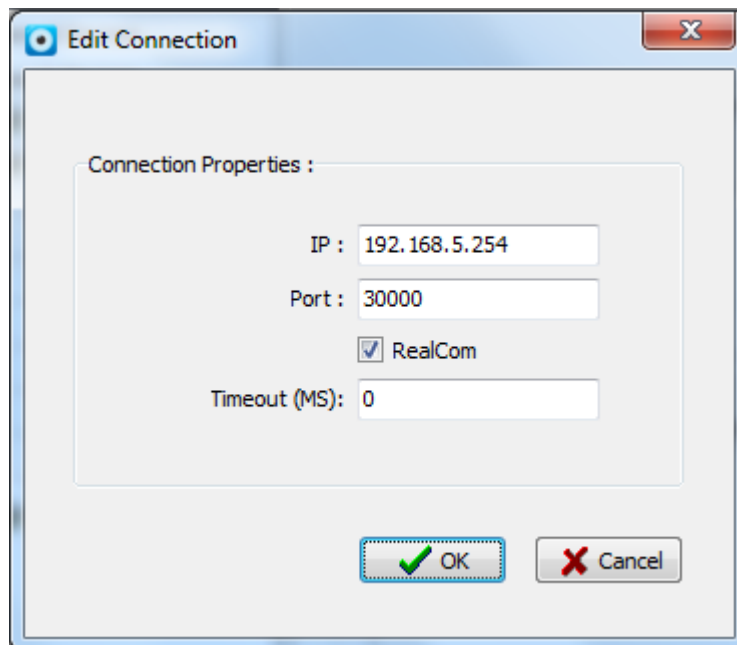 Edit Connection
Connection Properties :
IP : 192.168.5.254
Port : 30000
RealCom
Timeout (MS): 0
OK Cancel